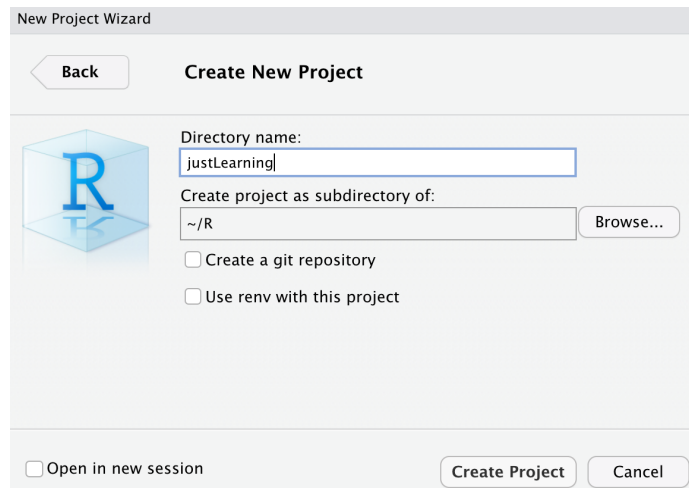 New Project Wizard
Back
Create New Project
R
Directory name:
justLearning
Create project as subdirectory of:
~/R
Browse...
Create a git repository
Use renv with this project
Open in new session
Create Project
Cancel